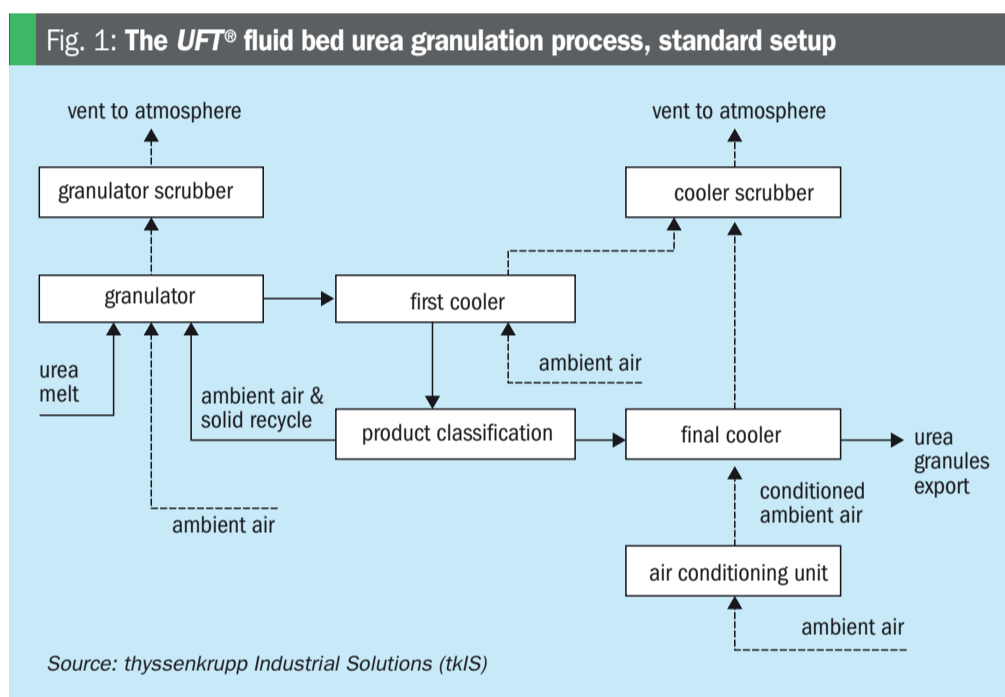 Fig. 1: The UFT® fluid bed urea granulation process, standard setup
vent to atmosphere
vent to atmosphere
granulator scrubber
cooler scrubber
granulator
first cooler
urea
melt
ambient air &
solid recycle
ambient air
product classification
final cooler
urea
granules
export
ambient air
conditioned
ambient air
air conditioning unit
ambient air
Source: thyssenkrupp Industrial Solutions (tkIS)